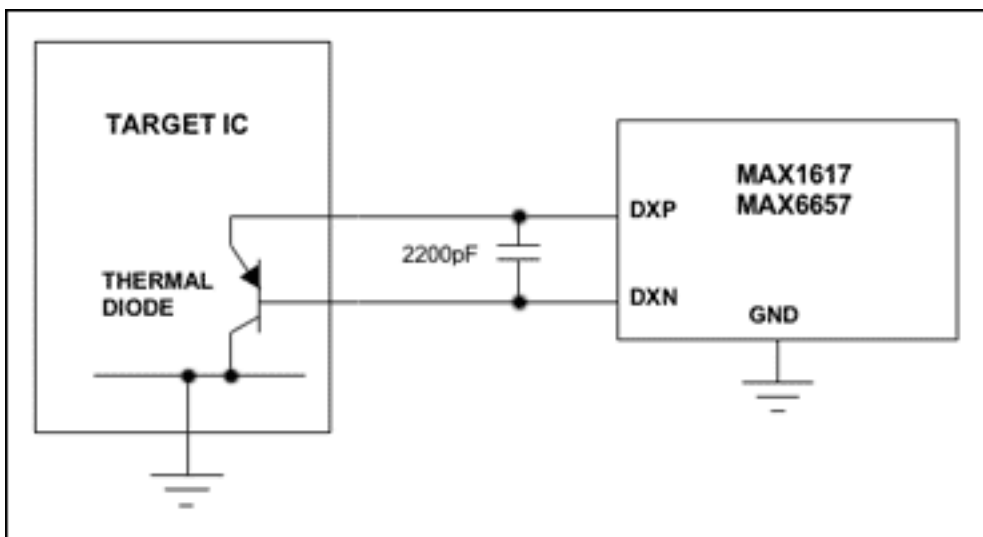 TARGET IC
THERMAL
DIODE
2200pF
MAX1617
MAX6657
DXP
DXN
GND